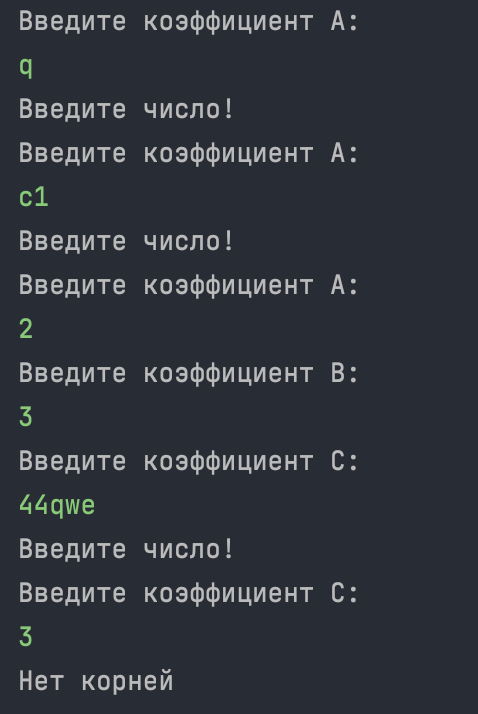 Введите коэффициент A:
q
Введите число!
Введите коэффициент A:
c1
Введите число!
Введите коэффициент A:
2
Введите коэффициент B:
3
Введите коэффициент C:
44qwe
Введите число!
Введите коэффициент C:
3
Нет корней